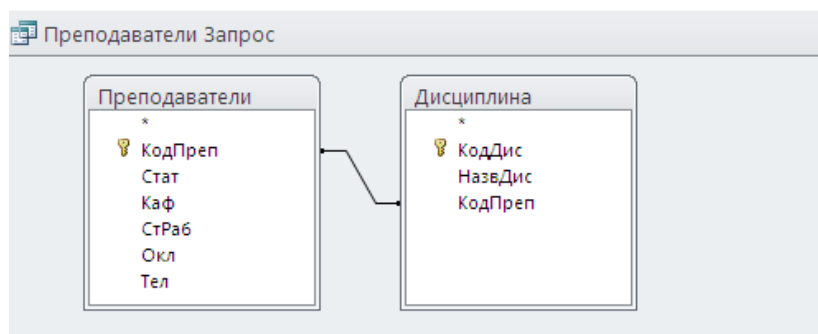 Преподаватели Запрос
Преподаватели
*
КодПреп
Стат
Каф
СтРаб
Окл
Тел
Дисциплина
*
КодДис
НазвДис
КодПреп